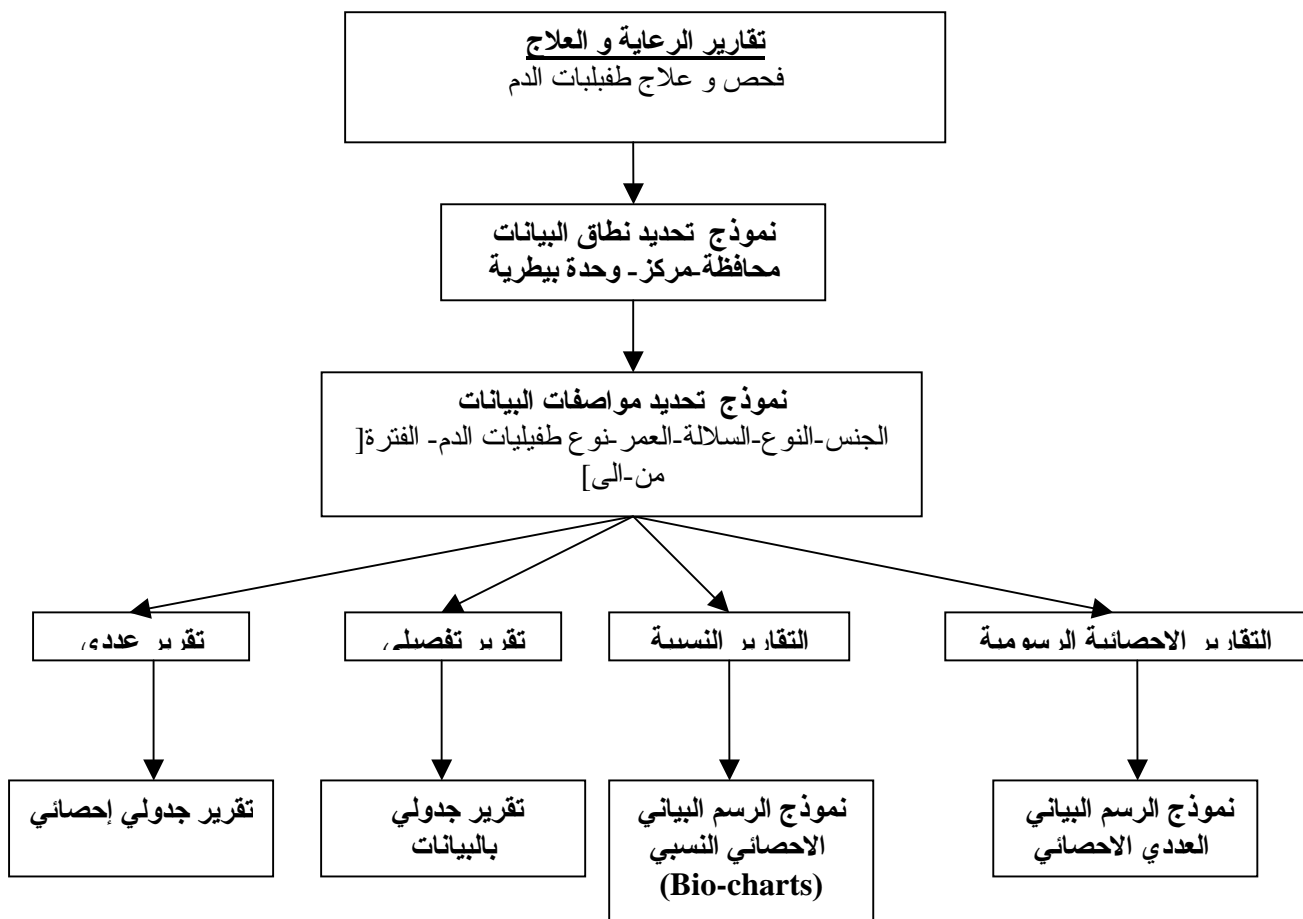 تقارير الرعاية و العلاج
فحص و علاج طفبلبات الدم
نموذج تحديد نطاق البيانات
محافظة-مركز- وحدة بيطرية
نموذج تحديد مواصفات البيانات
الجنس-النوع-السلالة-العمر-نوع طفيليات الدم- الفترة[
من-الى]
التقارير الاحصائية الرسومية
التقارير النسبية
تقرير تفصيلي
تقرير عددي
نموذج الرسم البياني
العددي الاحصائي
نموذج الرسم البياني
الاحصائي النسبي
(Bio-charts)
تقرير جدولي
بالبيانات
تقرير جدولي إحصائي